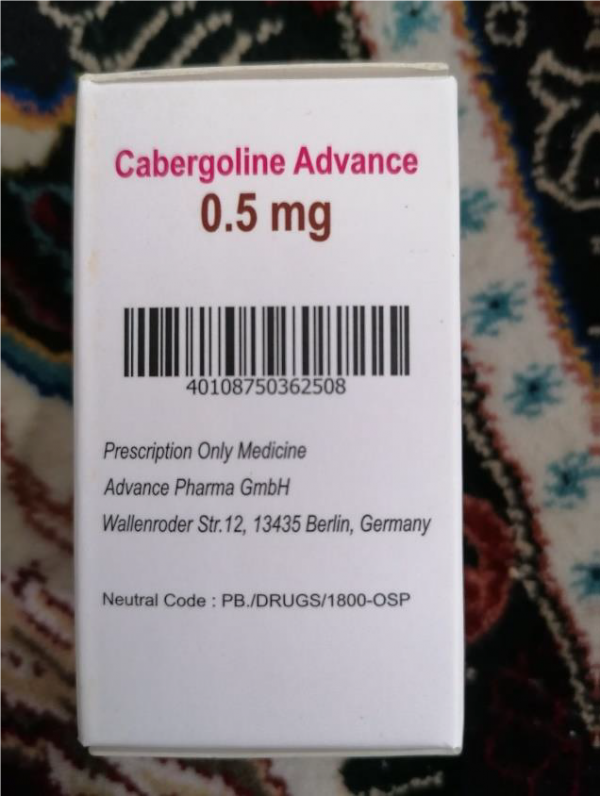 Cabergoline Advance
0.5 mg
40108750362508
Prescription Only Medicine
Advance Pharma GmbH
Wallenroder Str.12, 13435 Berlin, Germany
Neutral Code : PB./DRUGS/1800-OSP